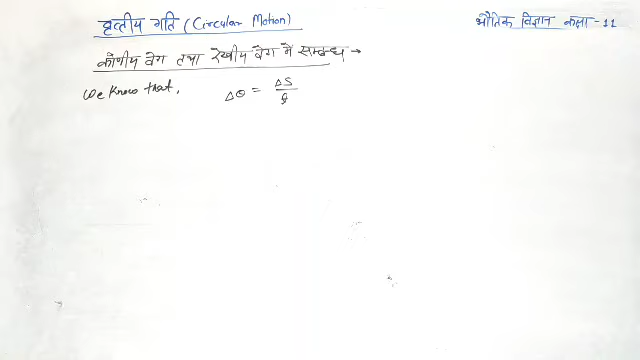 वृत्तीय गति (Circular Motion)
भौतिक विज्ञान कक्षा - 11
कोणीय वेग तथा रेखीय वेग में सम्बन्ध →
We Know that, Δθ = ΔS/r